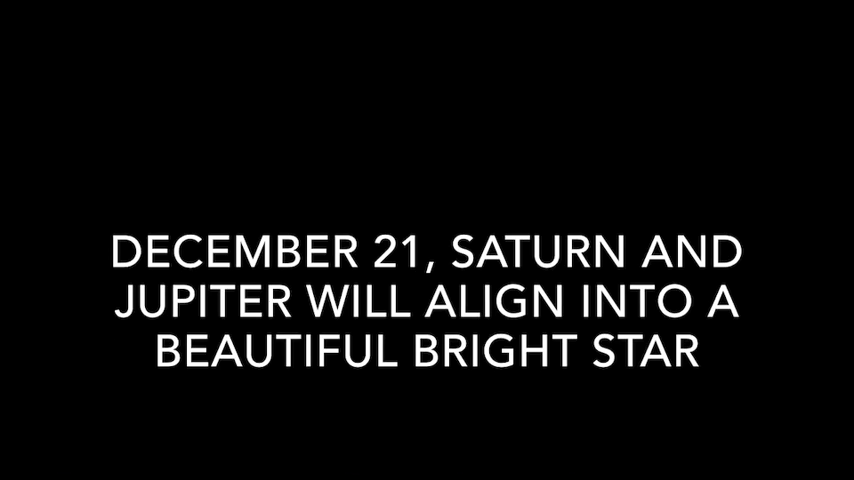 DECEMBER 21, SATURN AND
JUPITER WILL ALIGN INTO A
BEAUTIFUL BRIGHT STAR